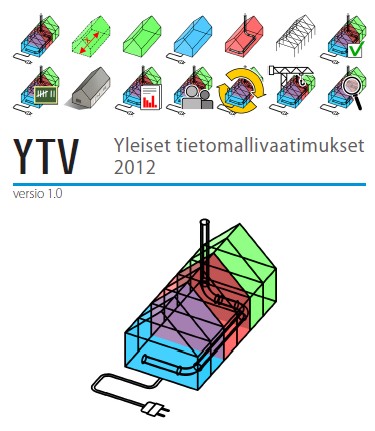 YTV
Yleiset tietomallivaatimukset
2012
versio 1.0